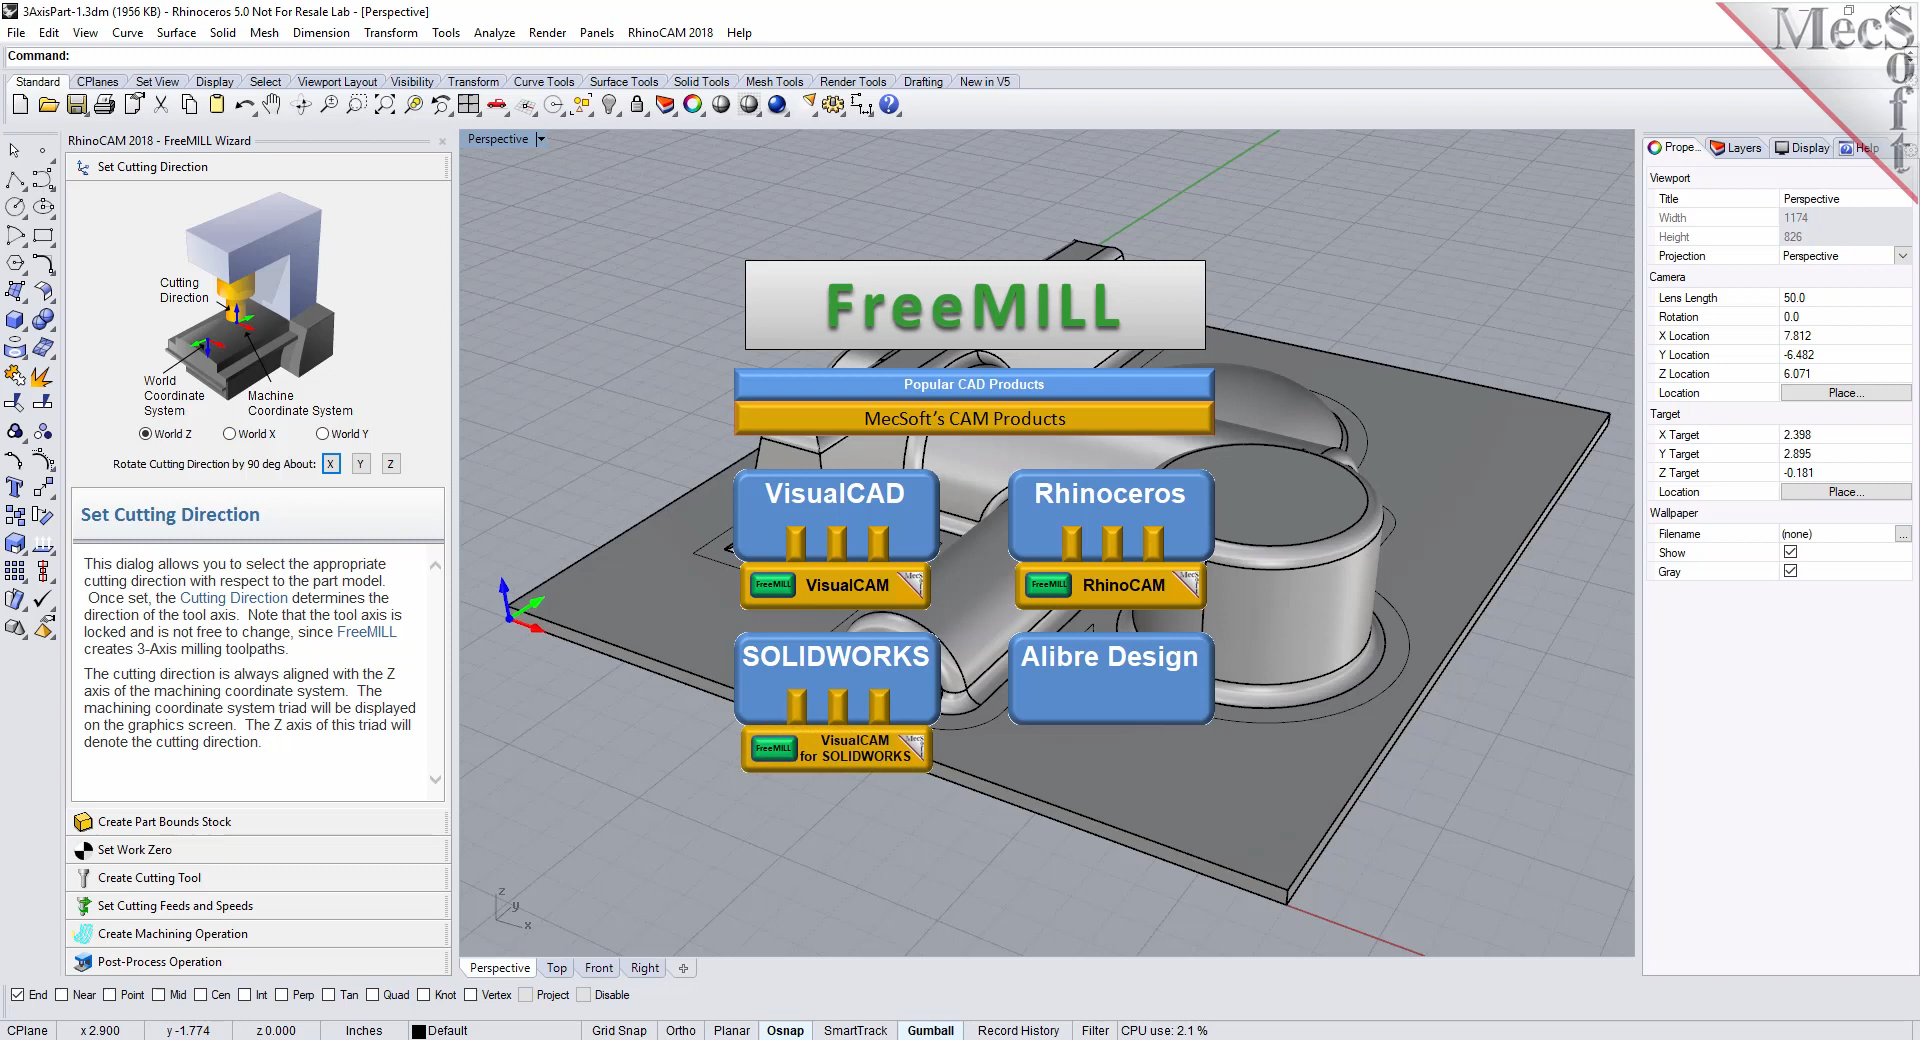 3AxisPart-1.3dm (1956 KB) - Rhinoceros 5.0 Not For Resale Lab - [Perspective]
File Edit View Curve Surface Solid Mesh Dimension Transform Tools Analyze Render Panels RhinoCAM 2018 Help
Command:
Standard CPlanes Set View Display Select Viewport Layout Visibility Transform Curve Tools Surface Tools Solid Tools Mesh Tools Render Tools Drafting New in V5
MecSoft
RhinoCAM 2018 - FreeMILL Wizard
Set Cutting Direction
Cutting
Direction
World
Coordinate
System
Machine
Coordinate System
World Z World X World Y
Rotate Cutting Direction by 90 deg About: X Y Z
Set Cutting Direction
This dialog allows you to select the appropriate
cutting direction with respect to the part model.
Once set, the Cutting Direction determines the
direction of the tool axis. Note that the tool axis is
locked and is not free to change, since FreeMILL
creates 3-Axis milling toolpaths.
The cutting direction is always aligned with the Z
axis of the machining coordinate system. The
machining coordinate system triad will be displayed
on the graphics screen. The Z axis of this triad will
denote the cutting direction.
Create Part Bounds Stock
Set Work Zero
Create Cutting Tool
Set Cutting Feeds and Speeds
Create Machining Operation
Post-Process Operation
Perspective
FreeMILL
Popular CAD Products
MecSoft’s CAM Products
VisualCAD
FreeMILL VisualCAM MecS
Rhinoceros
FreeMILL RhinoCAM MecS
SOLIDWORKS
FreeMILL VisualCAM
for SOLIDWORKS MecS
Alibre Design
z
y
x
Perspective Top Front Right
Prope... Layers Display Help
Viewport
Title Perspective
Width 1174
Height 826
Projection Perspective
Camera
Lens Length 50.0
Rotation 0.0
X Location 7.812
Y Location -6.482
Z Location 6.071
Location Place...
Target
X Target 2.398
Y Target 2.895
Z Target -0.181
Location Place...
Wallpaper
Filename (none) ...
Show
Gray
End Near Point Mid Cen Int Perp Tan Quad Knot Vertex Project Disable
CPlane x 2.900 y -1.774 z 0.000 Inches Default Grid Snap Ortho Planar Osnap SmartTrack Gumball Record History Filter CPU use: 2.1 %